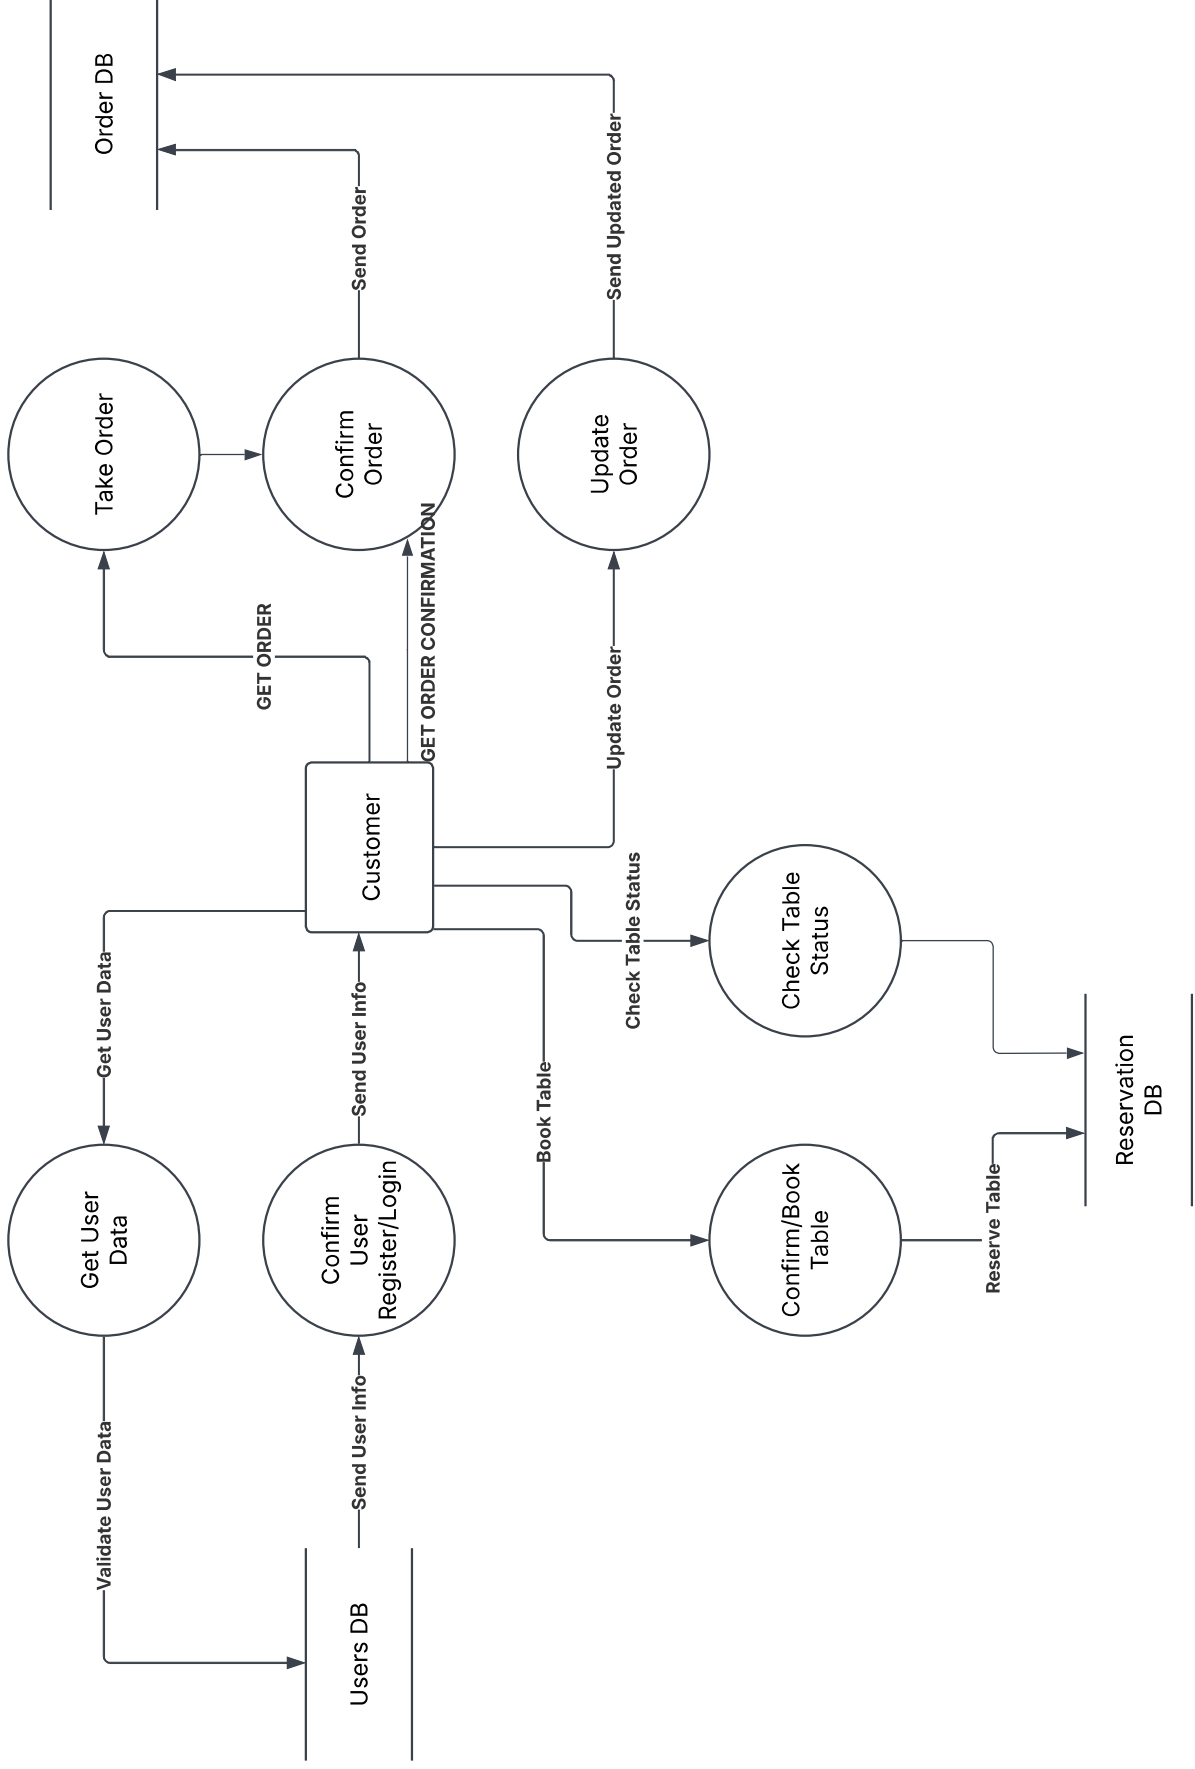 Take Order
Order DB
Get User
Data
GET ORDER
Get User Data
Validate User Data
Users DB
Send User Info
Confirm
User
Register/Login
Send User Info
Customer
GET ORDER CONFIRMATION
Confirm
Order
Send Order
Book Table
Update Order
Update
Order
Send Updated Order
Check Table Status
Confirm/Book
Table
Check Table
Status
Reserve Table
Reservation
DB